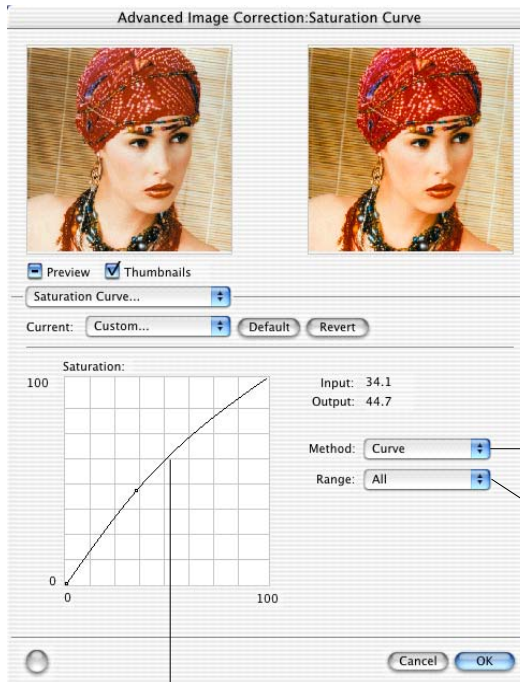 Advanced Image Correction:Saturation Curve
Preview Thumbnails
Saturation Curve...
Current: Custom... Default Revert
Saturation:
100
Input: 34.1
Output: 44.7
Method: Curve
Range: All
0
0 100
Cancel OK